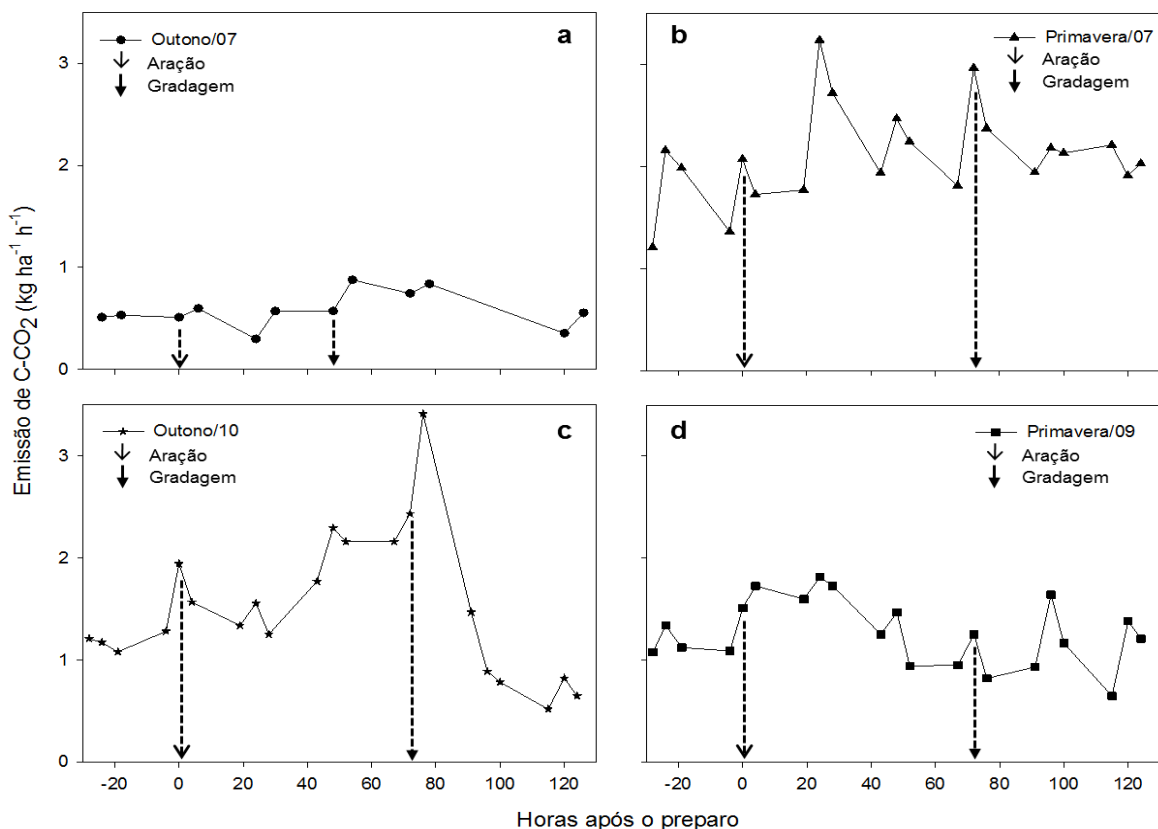 Emissão de C-CO2 (kg ha-1 h-1)
a
Outono/07
Aração
Gradagem
3
2
1
0
b
Primavera/07
Aração
Gradagem
c
Outono/10
Aração
Gradagem
3
2
1
0
-20 0 20 40 60 80 100 120
d
Primavera/09
Aração
Gradagem
-20 0 20 40 60 80 100 120
Horas após o preparo